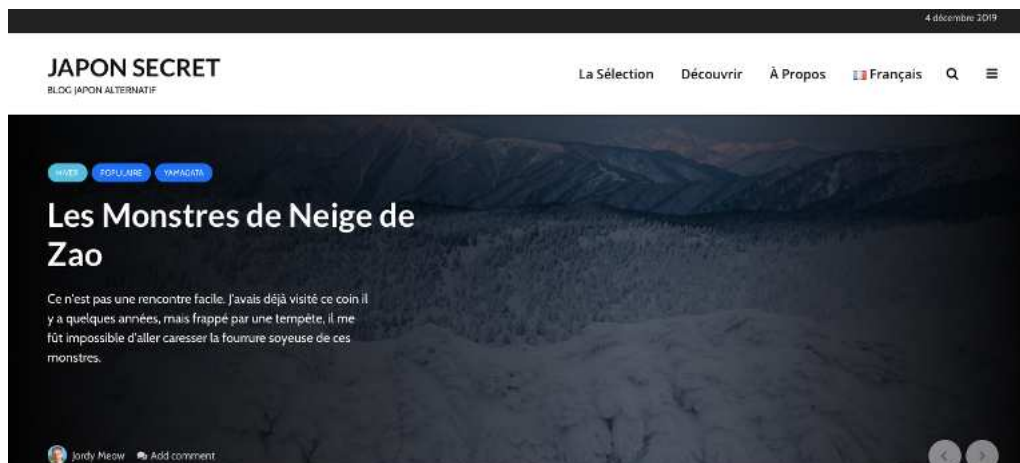 4 décembre 2019
JAPON SECRET
BLOG JAPON ALTERNATIF
La Sélection Découvrir À Propos Français
HIVER POPULAIRE YAMAGATA
Les Monstres de Neige de
Zao
Ce n'est pas une rencontre facile. J'avais déjà visité ce coin il
y a quelques années, mais frappé par une tempête, il me
fût impossible d'aller caresser la fourrure soyeuse de ces
monstres.
Jordy Meow Add comment